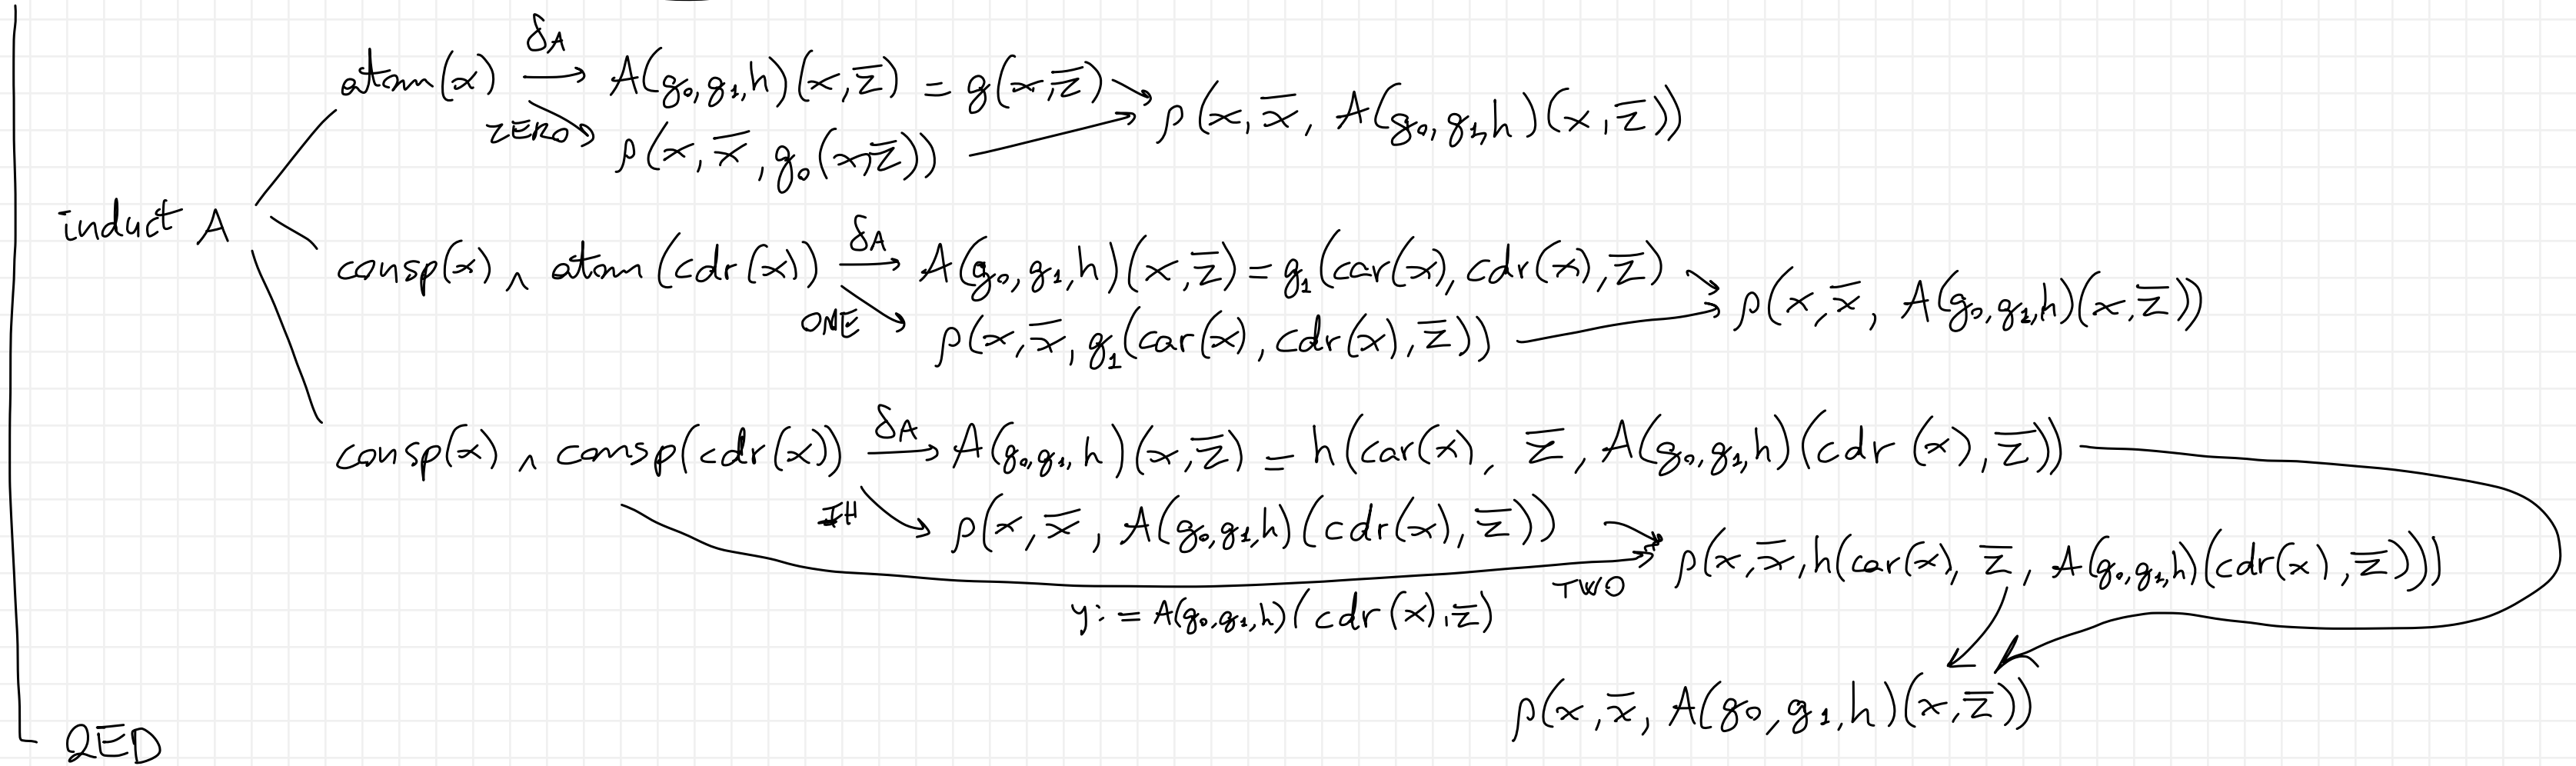 atom(x) δA→ A(g₀,g₁,h)(x,z̅) = g(x,z̅)
ZERO ρ(x,x̅,g₀(x,z̅)) → ρ(x,x̅, A(g₀,g₁,h)(x,z̅))
induct A
consp(x) ∧ atom(cdr(x)) δA→ A(g₀,g₁,h)(x,z̅) = g₁(car(x),cdr(x),z̅)
ONE ρ(x,x̅,g₁(car(x),cdr(x),z̅)) → ρ(x,x̅, A(g₀,g₁,h)(x,z̅))
consp(x) ∧ consp(cdr(x)) δA→ A(g₀,g₁,h)(x,z̅) = h(car(x), z̅, A(g₀,g₁,h)(cdr(x),z̅))
IH ρ(x,x̅, A(g₀,g₁,h)(cdr(x),z̅)) → ρ(x,x̅,h(car(x), z̅, A(g₀,g₁,h)(cdr(x),z̅)))
TWO
y := A(g₀,g₁,h)(cdr(x),z̅)
ρ(x,x̅, A(g₀,g₁,h)(x,z̅))
QED